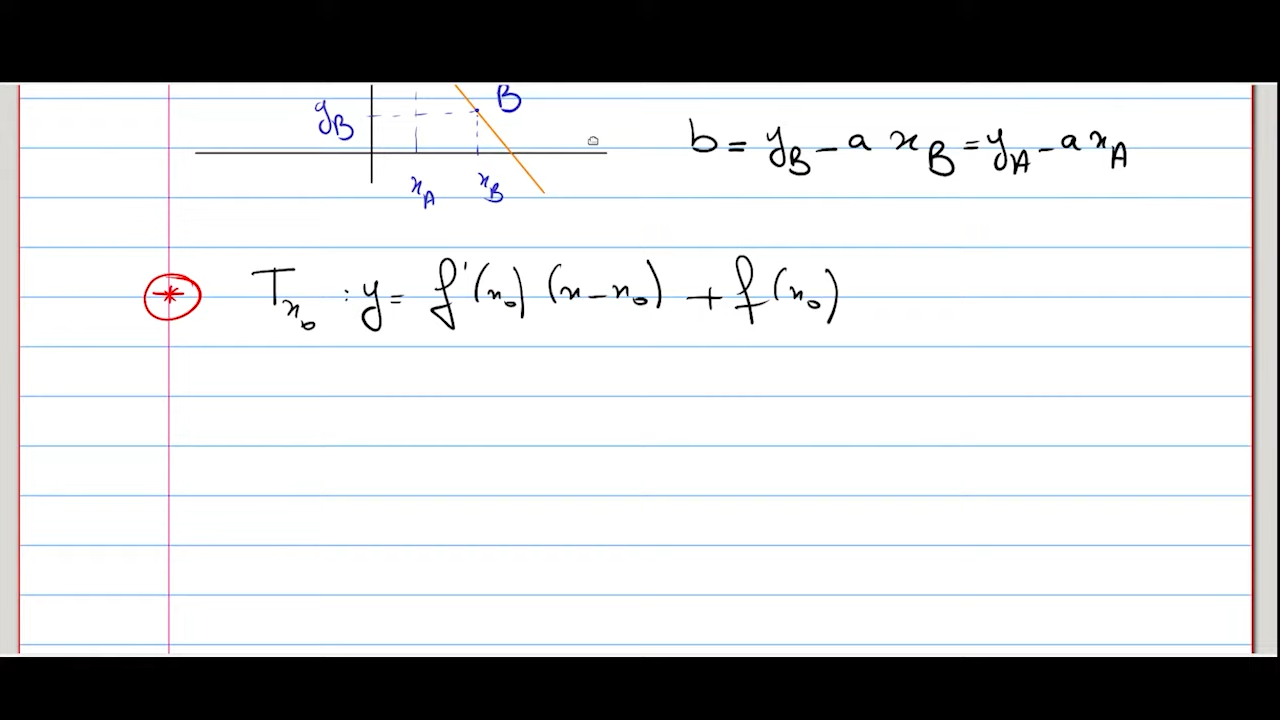 B
y_B
x_A x_B
b = y_B - a x_B = y_A - a x_A
* T_{x_0} : y = f'(x_0) (x - x_0) + f(x_0)